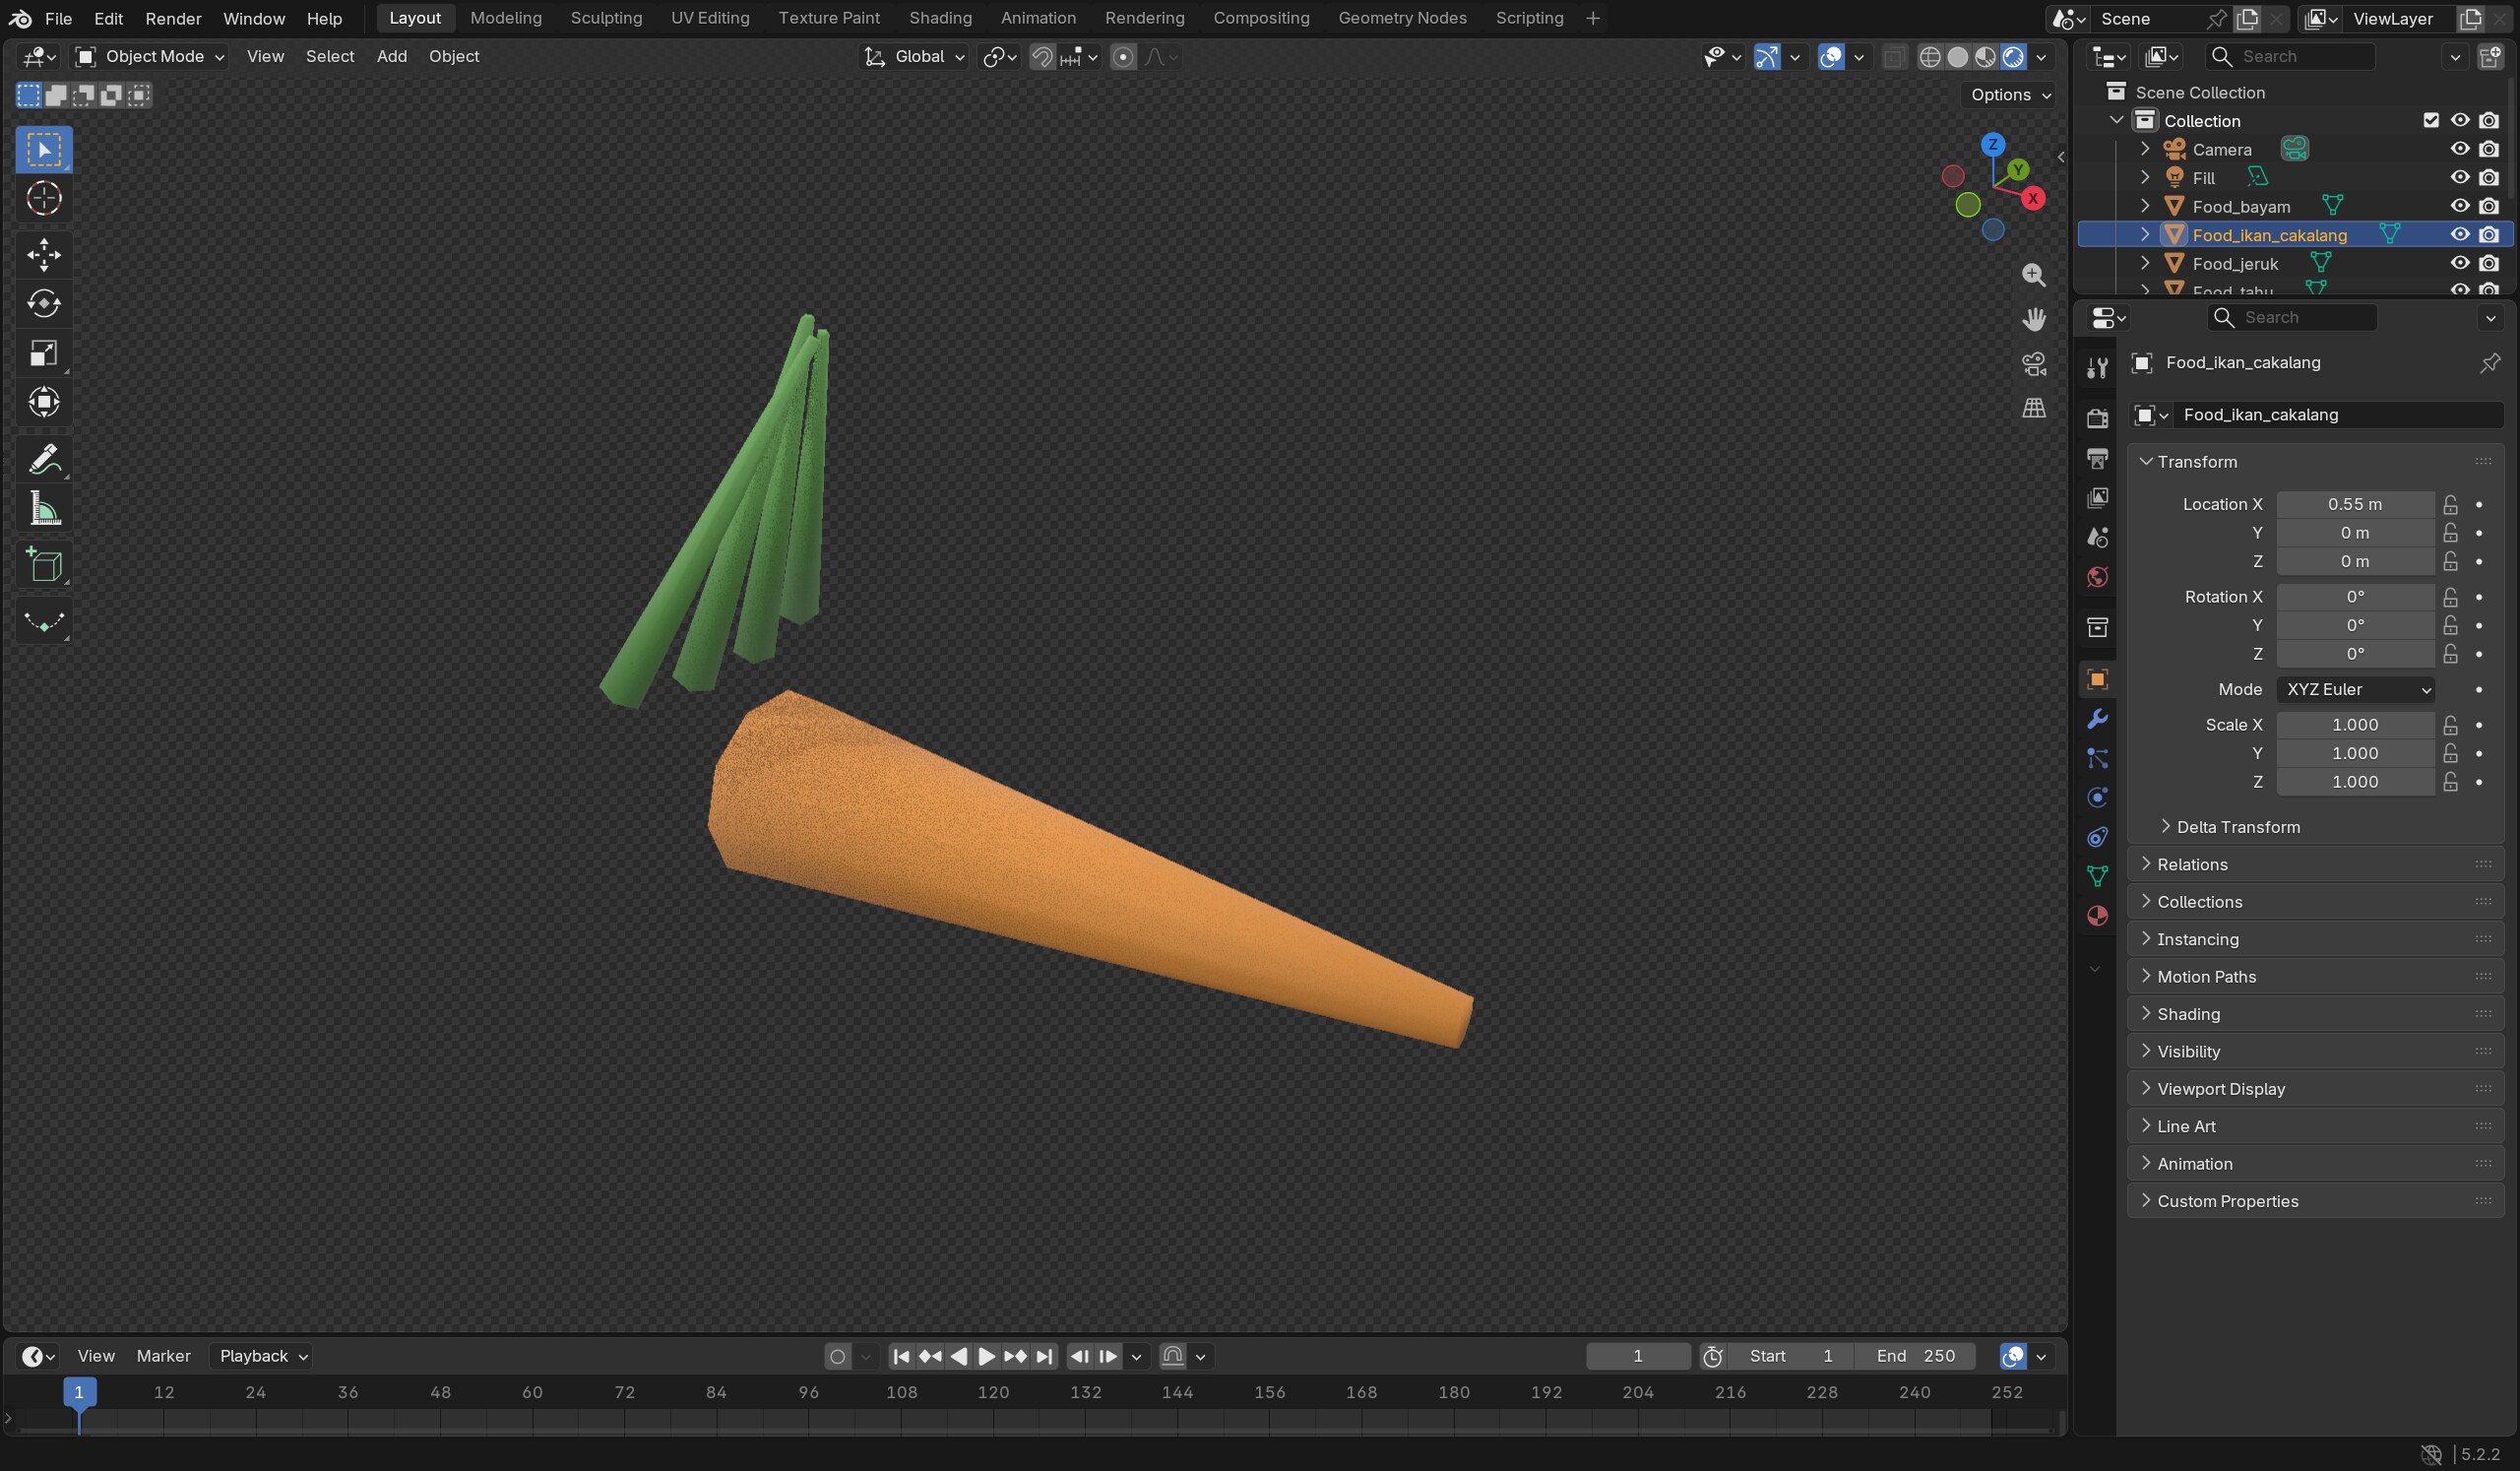 File Edit Render Window Help Layout Modeling Sculpting UV Editing Texture Paint Shading Animation Rendering Compositing Geometry Nodes Scripting Scene ViewLayer
Object Mode View Select Add Object Global Search
Options
Z
Y
X
Scene Collection
Collection
Camera
Fill
Food_bayam
Food_ikan_cakalang
Food_jeruk
Food_tahu
Search
Food_ikan_cakalang
Food_ikan_cakalang
Transform
Location X 0.55 m
Y 0 m
Z 0 m
Rotation X 0°
Y 0°
Z 0°
Mode XYZ Euler
Scale X 1.000
Y 1.000
Z 1.000
Delta Transform
Relations
Collections
Instancing
Motion Paths
Shading
Visibility
Viewport Display
Line Art
Animation
Custom Properties
View Marker Playback 1 Start 1 End 250
1 12 24 36 48 60 72 84 96 108 120 132 144 156 168 180 192 204 216 228 240 252
5.2.2